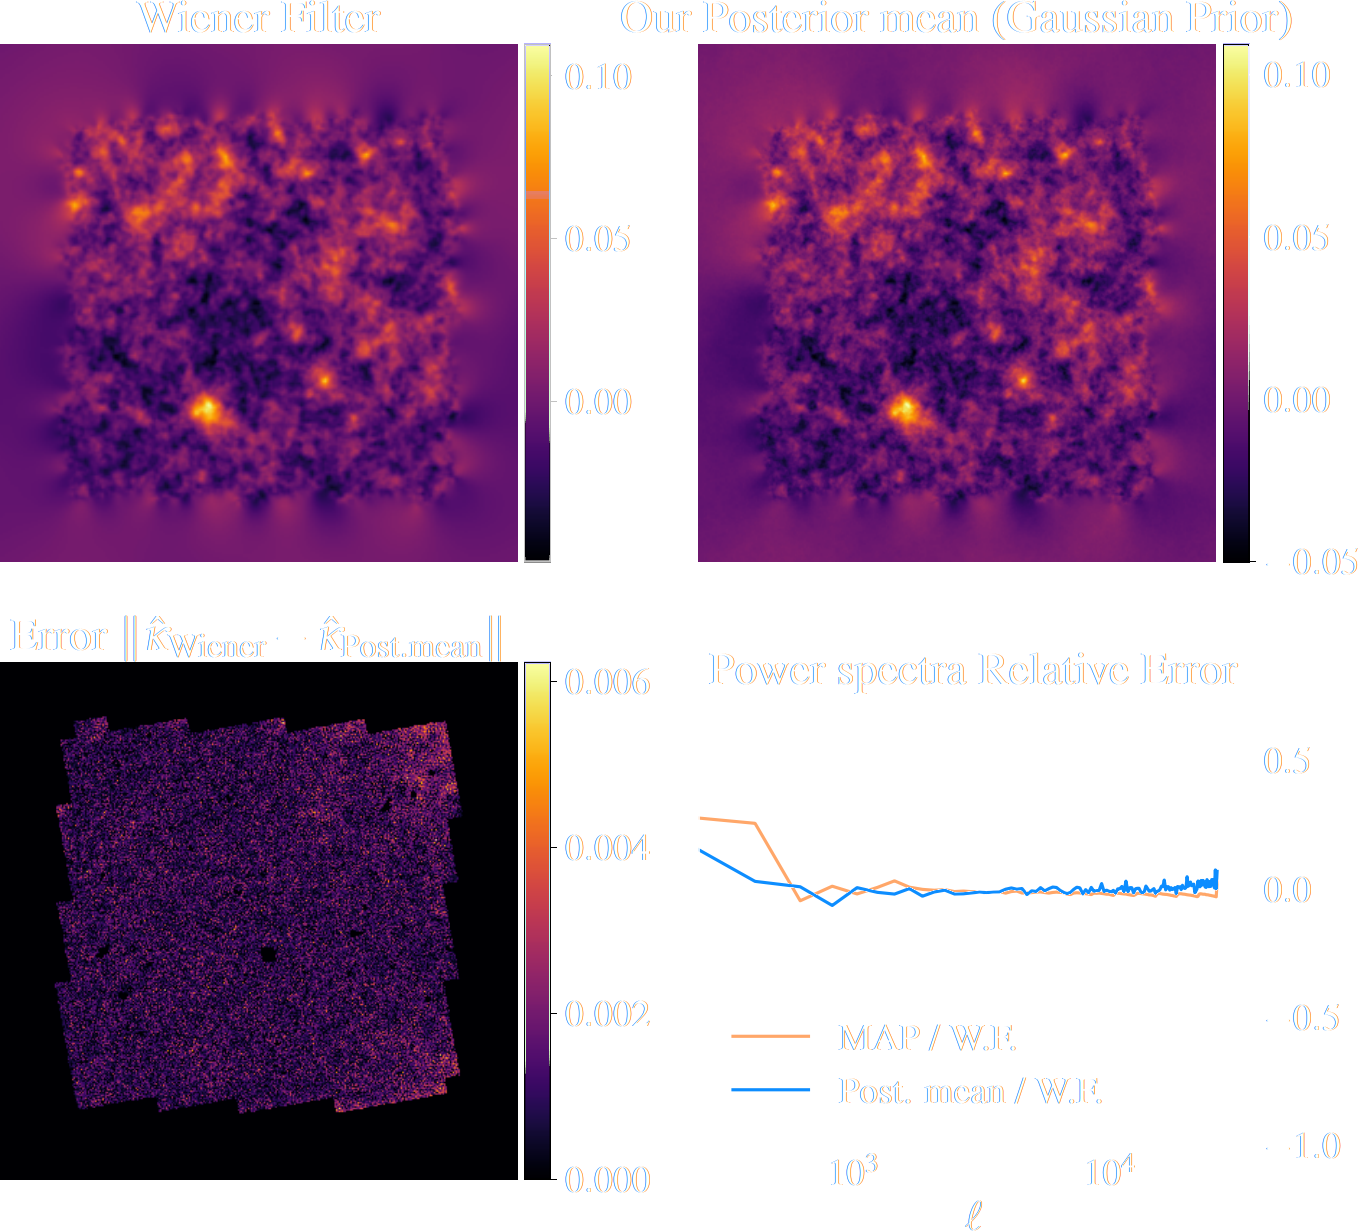 Wiener Filter
Our Posterior mean (Gaussian Prior)
0.10
0.05
0.00
0.10
0.05
0.00
-0.05
Error ||κ̂Wiener − κ̂Post.mean||
0.006
0.004
0.002
0.000
Power spectra Relative Error
0.5
0.0
-0.5
-1.0
MAP / W.F.
Post. mean / W.F.
10³
10⁴
ℓ